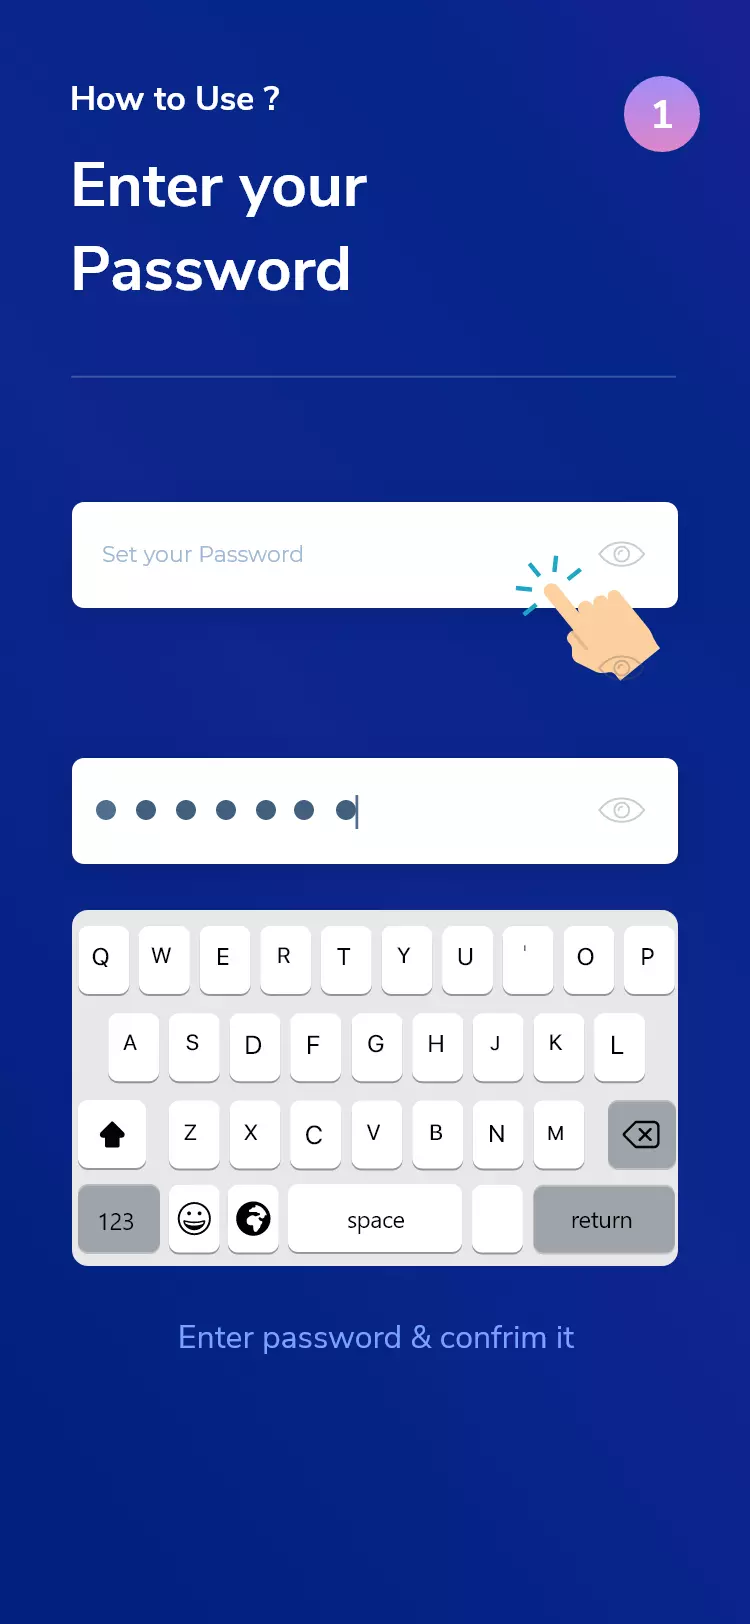 How to Use ?
1
Enter your
Password
Set your Password
Q W E R T Y U ' O P
A S D F G H J K L
Z X C V B N M
123 space return
Enter password & confrim it